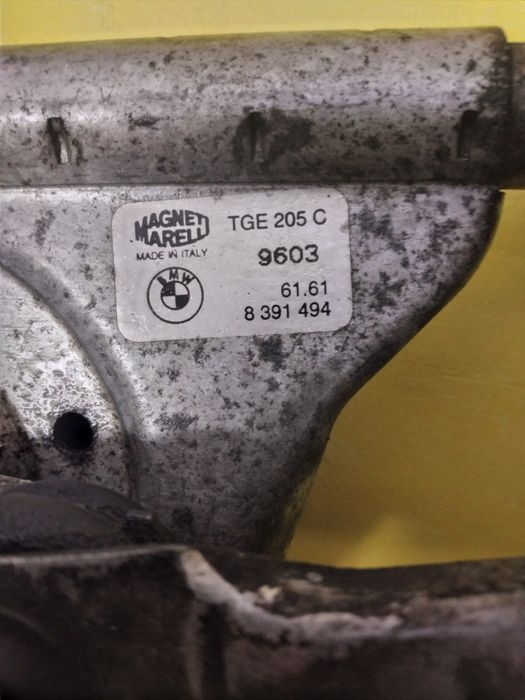 MAGNETI
MARELLI
MADE IN ITALY
BMW
TGE 205 C
9603
61.61
8 391 494